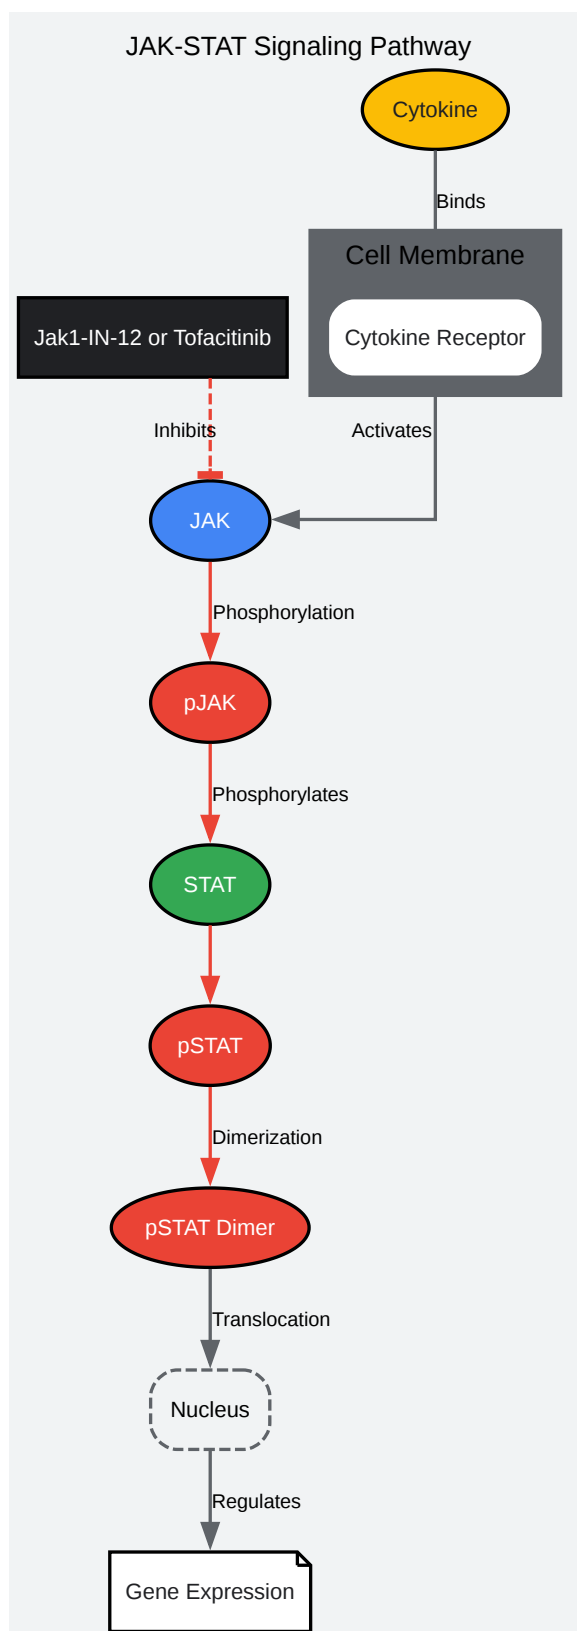 JAK-STAT Signaling Pathway
Cytokine
Binds
Cell Membrane
Cytokine Receptor
Jak1-IN-12 or Tofacitinib
Inhibits
Activates
JAK
Phosphorylation
pJAK
Phosphorylates
STAT
pSTAT
Dimerization
pSTAT Dimer
Translocation
Nucleus
Regulates
Gene Expression